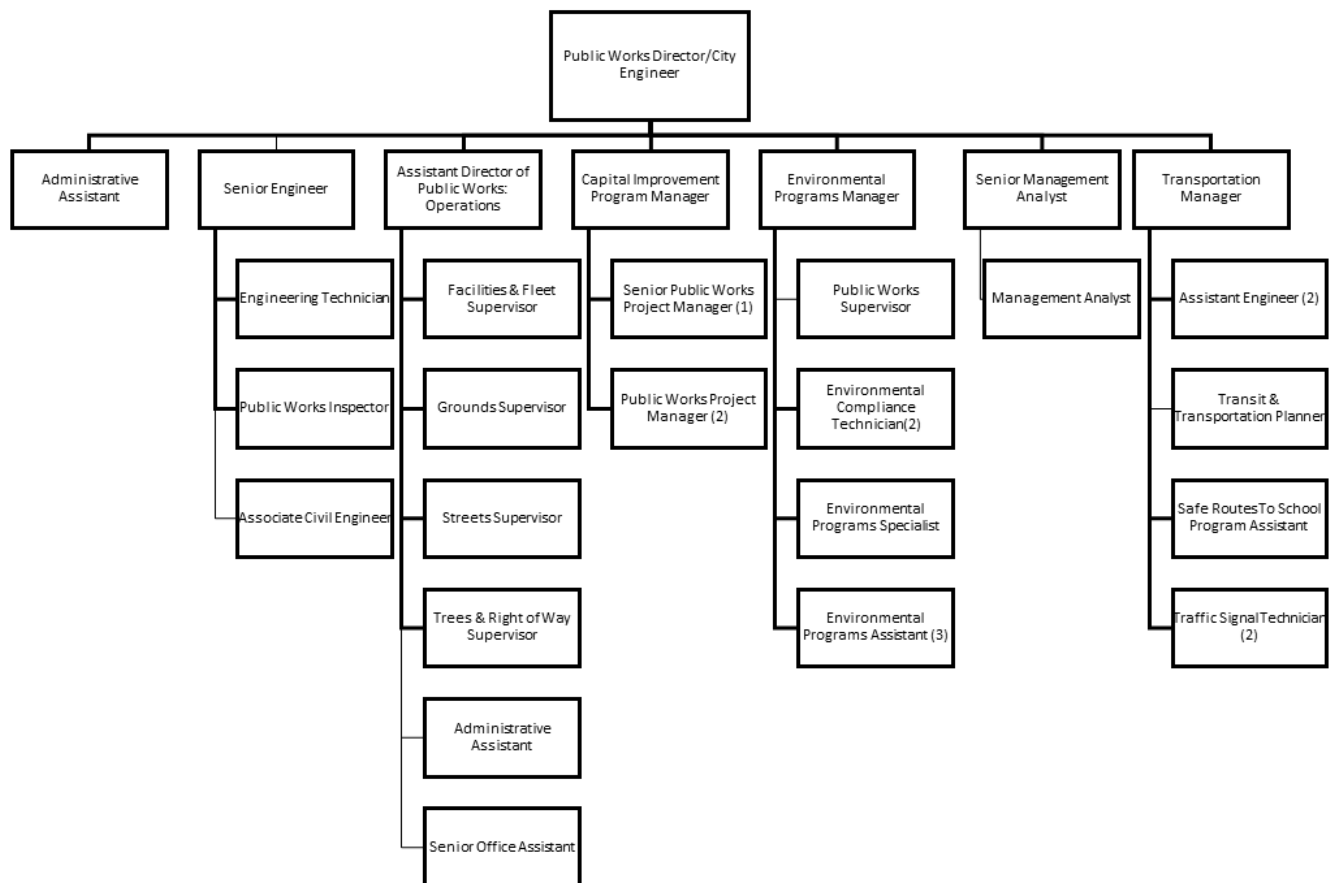 Public Works Director/City
Engineer
Administrative
Assistant
Senior Engineer
Assistant Director of
Public Works:
Operations
Capital Improvement
Program Manager
Environmental
Programs Manager
Senior Management
Analyst
Transportation
Manager
Engineering Technician
Facilities & Fleet
Supervisor
Senior Public Works
Project Manager (1)
Public Works
Supervisor
Management Analyst
Assistant Engineer (2)
Public Works Inspector
Grounds Supervisor
Public Works Project
Manager (2)
Environmental
Compliance
Technician(2)
Transit &
Transportation Planner
Associate Civil Engineer
Streets Supervisor
Environmental
Programs Specialist
Safe Routes To School
Program Assistant
Trees & Right of Way
Supervisor
Environmental
Programs Assistant (3)
Traffic Signal Technician
(2)
Administrative
Assistant
Senior Office Assistant